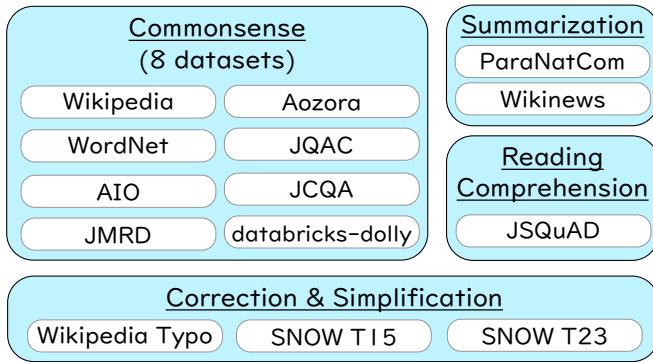 Commonsense
(8 datasets)
Wikipedia
Aozora
WordNet
JQAC
AIO
JCQA
JMRD
databricks-dolly
Summarization
ParaNatCom
Wikinews
Reading
Comprehension
JSQuAD
Correction & Simplification
Wikipedia Typo
SNOW T15
SNOW T23